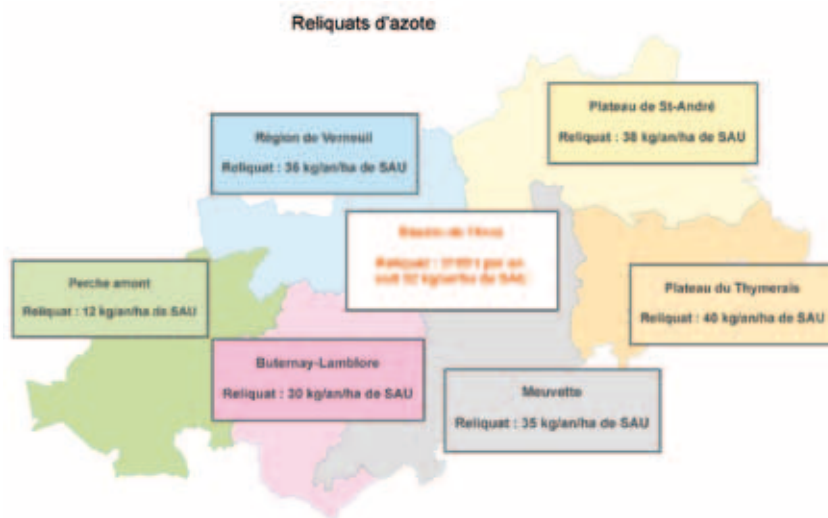 Reliquats d'azote
Plateau de St-André
Reliquat : 38 kg/an/ha de SAU
Région de Verneuil
Reliquat : 36 kg/an/ha de SAU
Reliquat :
Perche amont
Reliquat : 12 kg/an/ha de SAU
Plateau du Thymerais
Reliquat : 40 kg/an/ha de SAU
Buternay-Lamblore
Reliquat : 30 kg/an/ha de SAU
Meuvette
Reliquat : 35 kg/an/ha de SAU